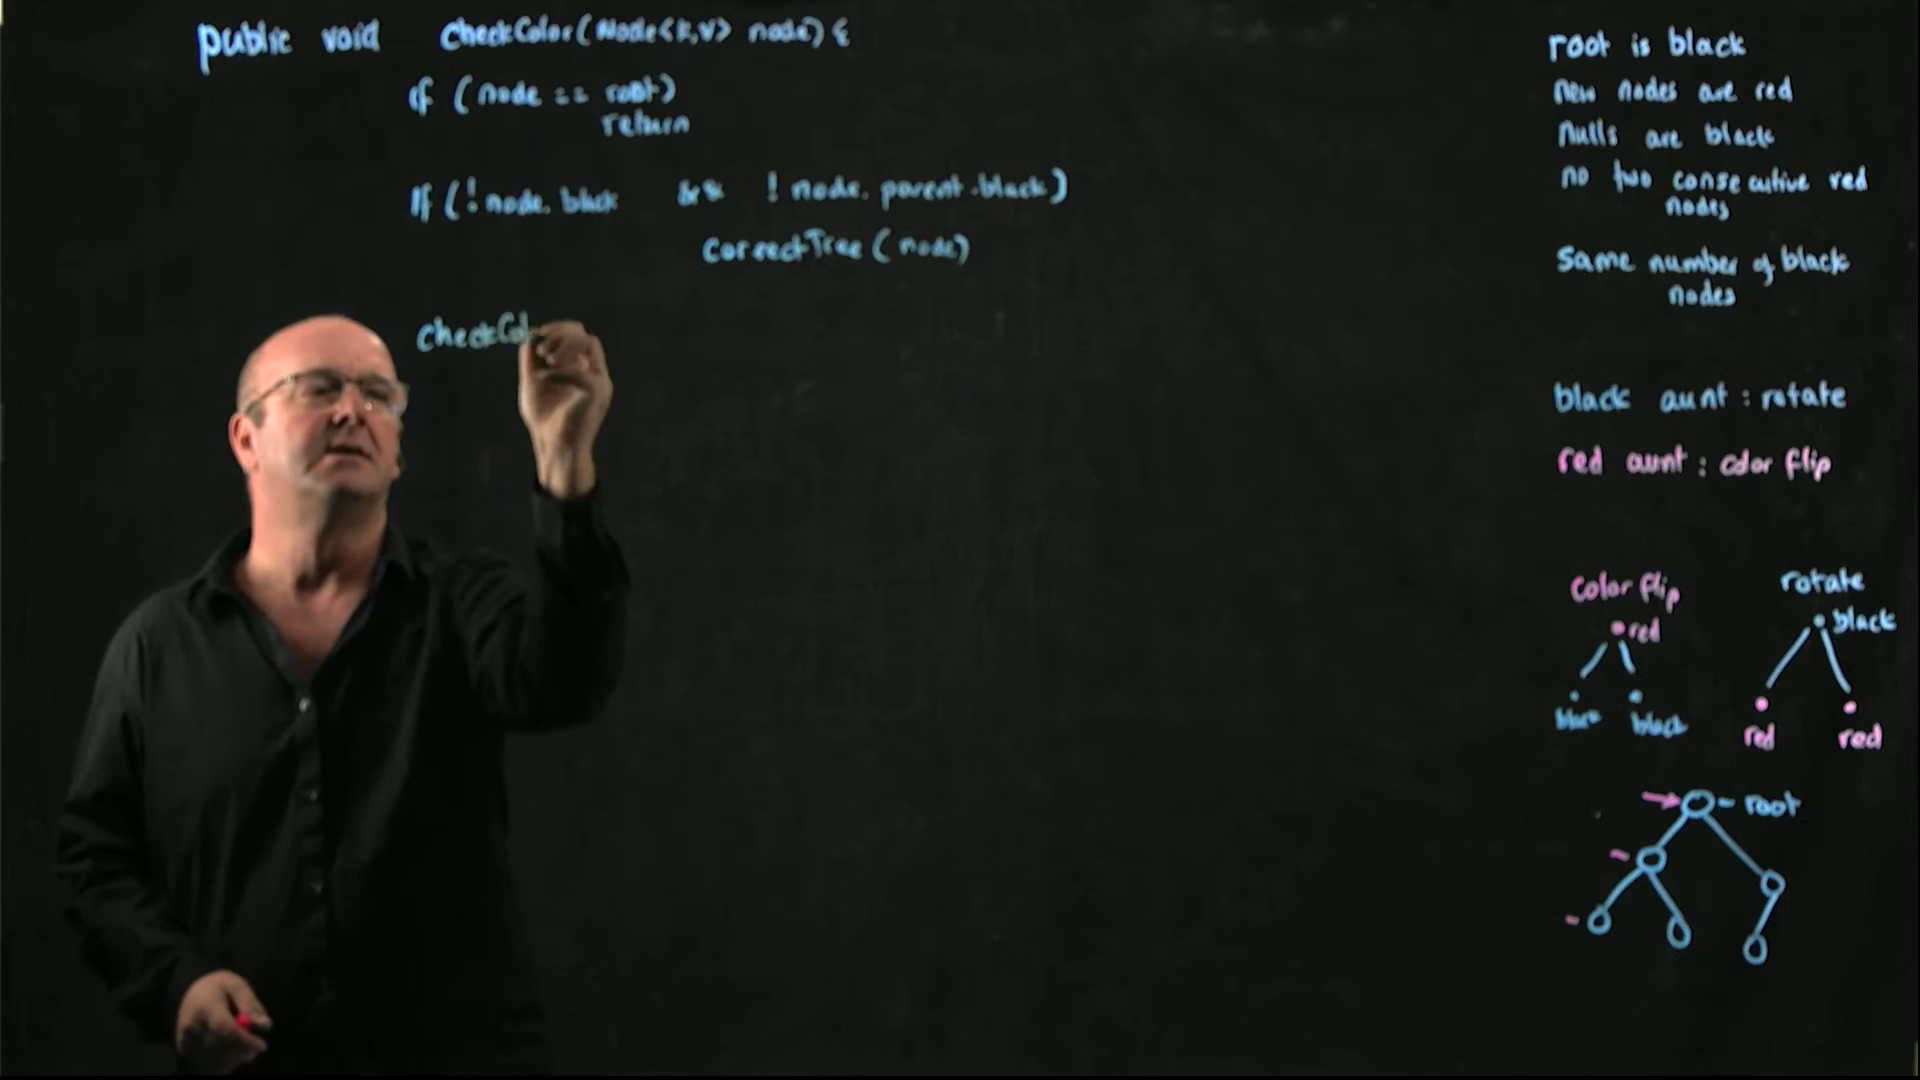 public void checkColor(Node<K,V> node) {
if (node == root)
return
If (! node. black && ! node. parent.black)
CorrectTree (node)
checkCol
root is black
new nodes are red
nulls are black
no two consecutive red
nodes
Same number of black
nodes
black aunt : rotate
red aunt : color flip
color flip
red
black black
rotate
black
red red
root